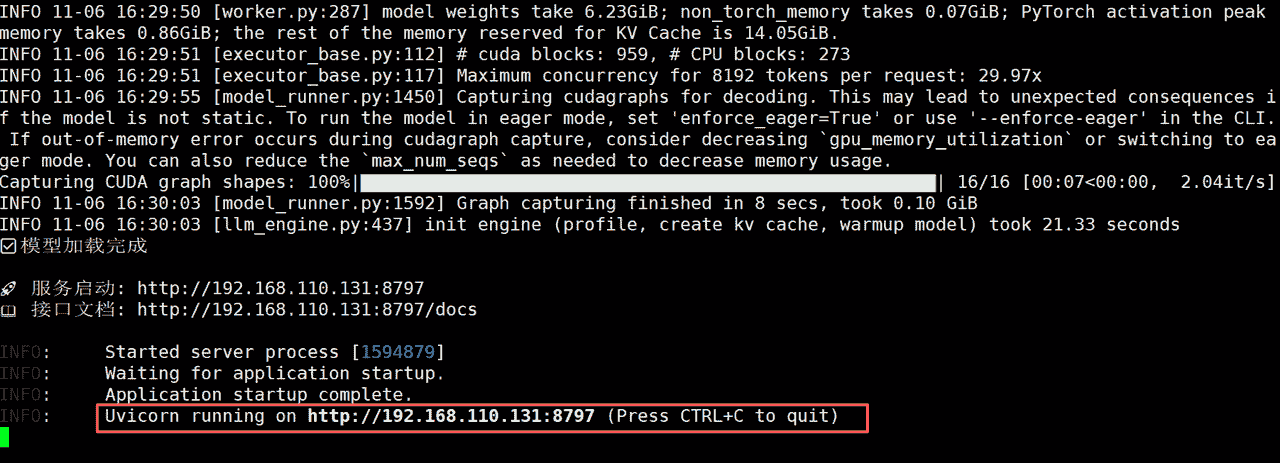 INFO 11-06 16:29:50 [worker.py:287] model weights take 6.23GiB; non_torch_memory takes 0.07GiB; PyTorch activation peak
memory takes 0.86GiB; the rest of the memory reserved for KV Cache is 14.05GiB.
INFO 11-06 16:29:51 [executor_base.py:112] # cuda blocks: 959, # CPU blocks: 273
INFO 11-06 16:29:51 [executor_base.py:117] Maximum concurrency for 8192 tokens per request: 29.97x
INFO 11-06 16:29:55 [model_runner.py:1450] Capturing cudagraphs for decoding. This may lead to unexpected consequences i
f the model is not static. To run the model in eager mode, set 'enforce_eager=True' or use '--enforce-eager' in the CLI.
 If out-of-memory error occurs during cudagraph capture, consider decreasing `gpu_memory_utilization` or switching to ea
ger mode. You can also reduce the `max_num_seqs` as needed to decrease memory usage.
Capturing CUDA graph shapes: 100%|██████████| 16/16 [00:07<00:00,  2.04it/s]
INFO 11-06 16:30:03 [model_runner.py:1592] Graph capturing finished in 8 secs, took 0.10 GiB
INFO 11-06 16:30:03 [llm_engine.py:437] init engine (profile, create kv cache, warmup model) took 21.33 seconds
☑模型加载完成
🚀 服务启动: http://192.168.110.131:8797
📖 接口文档: http://192.168.110.131:8797/docs
INFO:     Started server process [1594879]
INFO:     Waiting for application startup.
INFO:     Application startup complete.
INFO:     Uvicorn running on http://192.168.110.131:8797 (Press CTRL+C to quit)